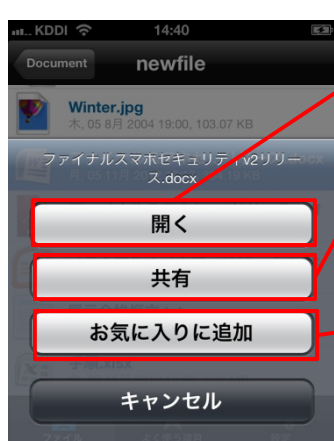 KDDI 14:40
Document newfile
Winter.jpg
木, 05 8月 2004 19:00, 103.07 KB
ファイナルスマホセキュリティv2リリー
ス.docx
開く
共有
お気に入りに追加
キャンセル